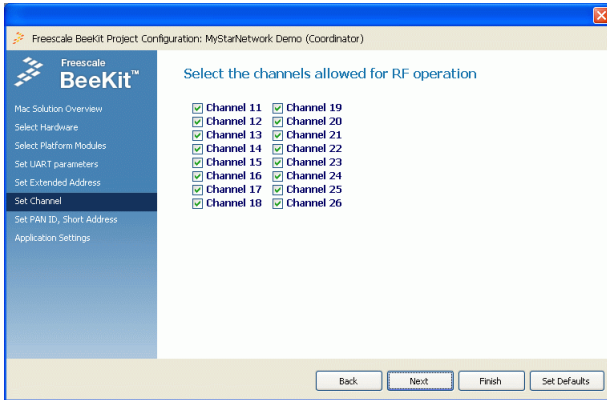 Freescale BeeKit Project Configuration: MyStarNetwork Demo (Coordinator)
Freescale
BeeKit™
Mac Solution Overview
Select Hardware
Select Platform Modules
Set UART parameters
Set Extended Address
Set Channel
Set PAN ID, Short Address
Application Settings
Select the channels allowed for RF operation
Channel 11 Channel 19
Channel 12 Channel 20
Channel 13 Channel 21
Channel 14 Channel 22
Channel 15 Channel 23
Channel 16 Channel 24
Channel 17 Channel 25
Channel 18 Channel 26
Back Next Finish Set Defaults